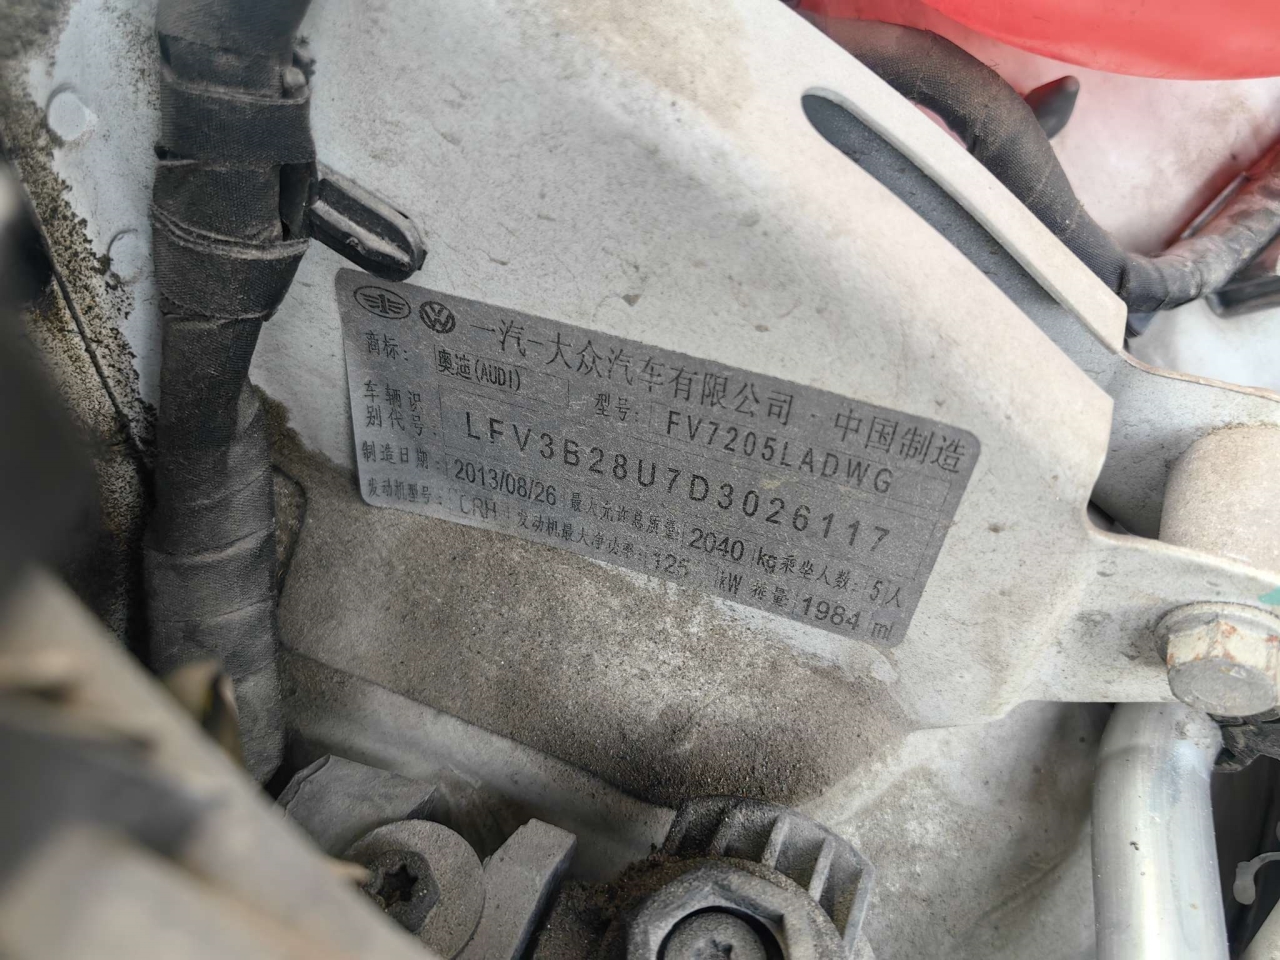 一汽-大众汽车有限公司·中国制造
商标: 奥迪(AUDI) 型号: FV7205LADWG
车辆识别代号: LFV3B28U7D3026117
制造日期: 2013/08/26 最大允许总质量: 2040 kg 乘坐人数: 5人
发动机型号: CRH 发动机最大净功率: 125 kW 排量: 1984 ml